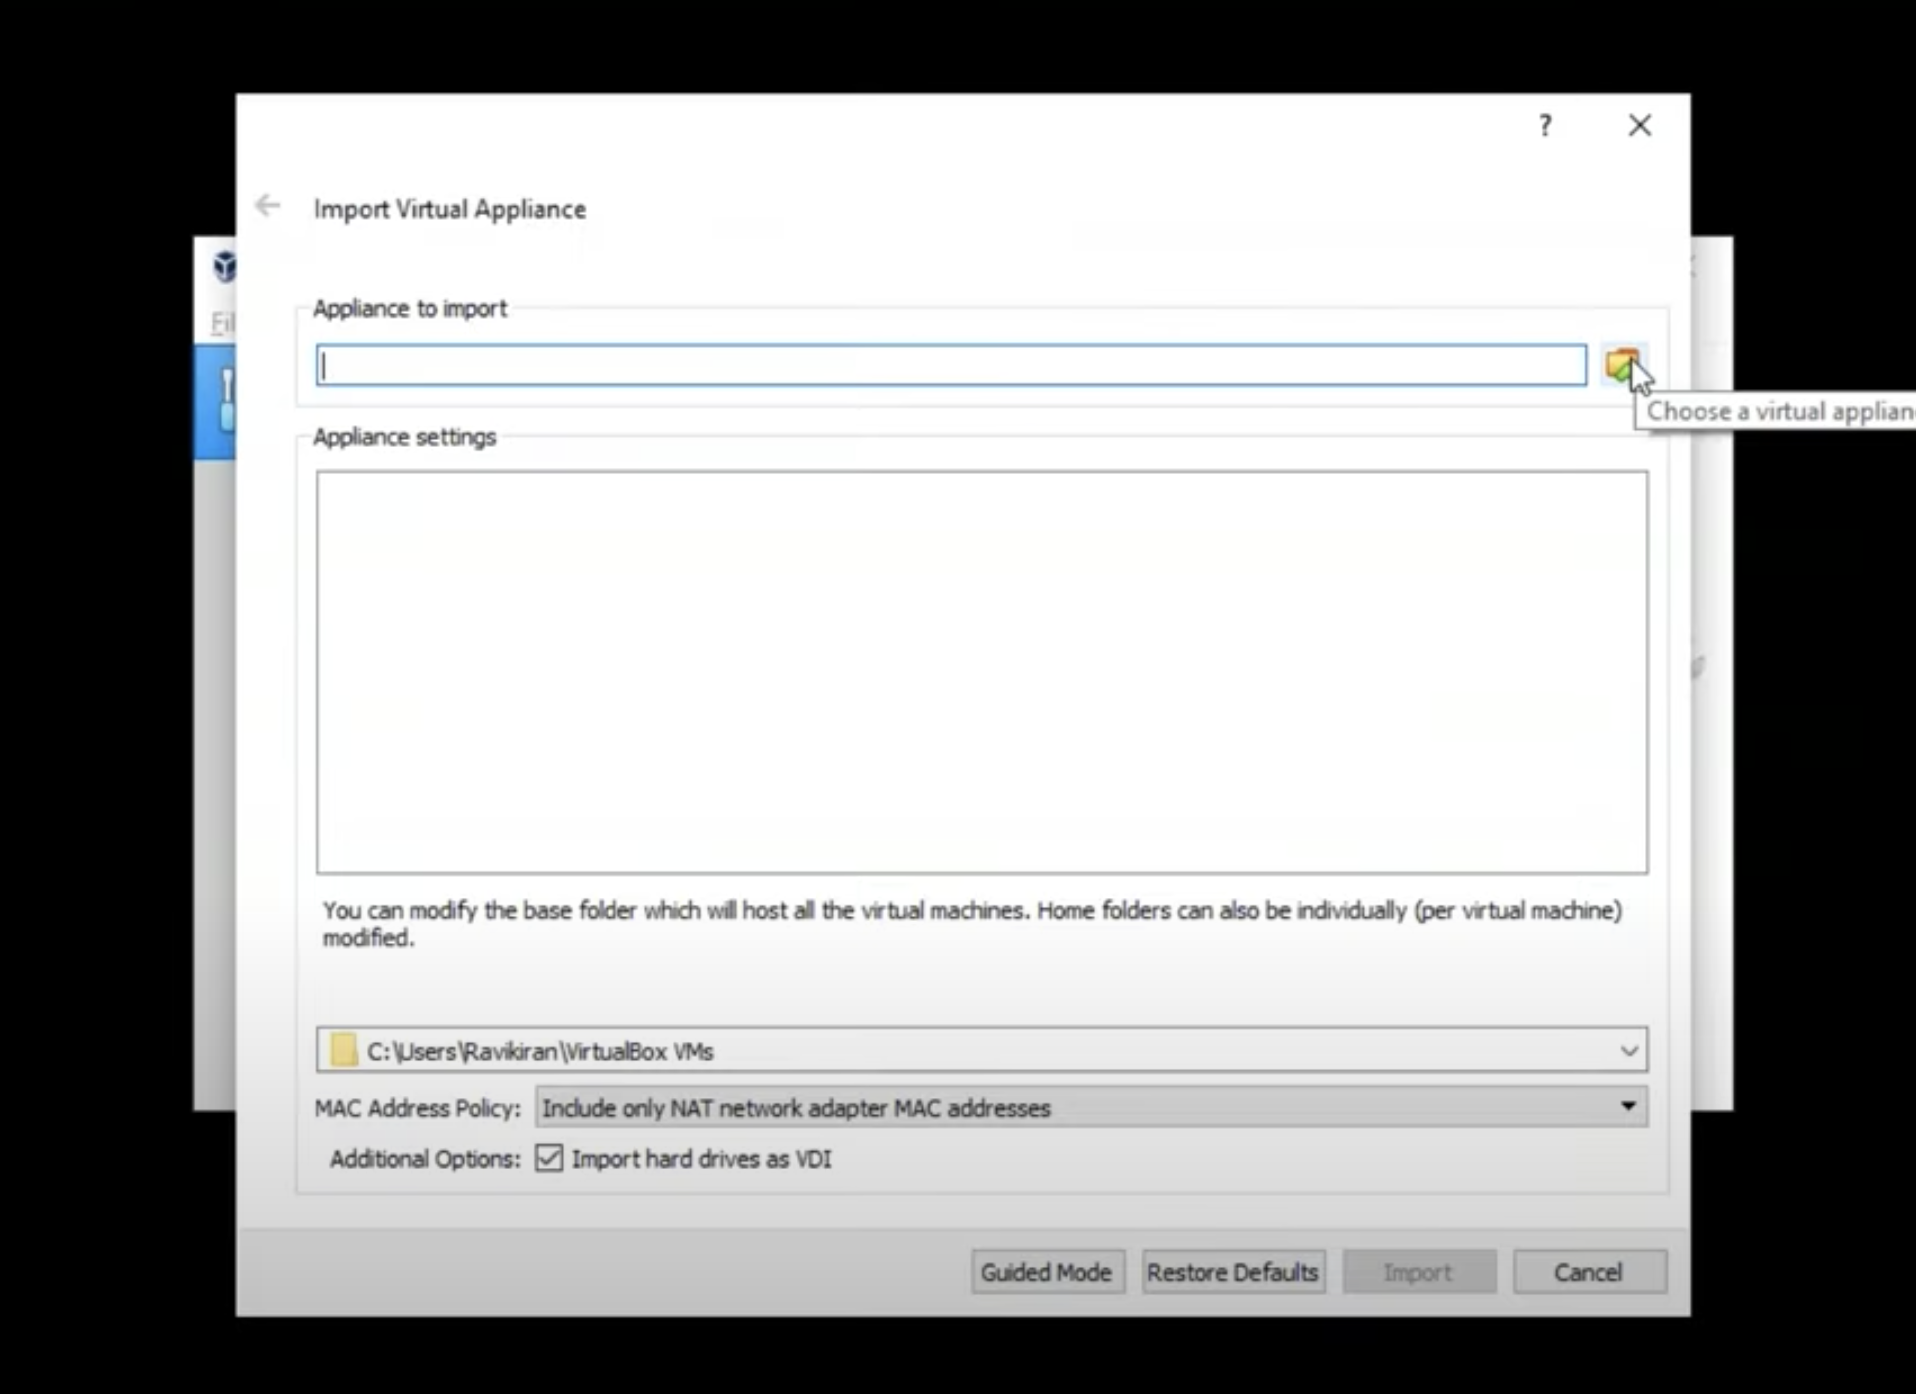 ?
Import Virtual Appliance
Fil
Appliance to import
Choose a virtual applian
Appliance settings
You can modify the base folder which will host all the virtual machines. Home folders can also be individually (per virtual machine)
modified.
C:\Users\Ravikiran\VirtualBox VMs
MAC Address Policy: Include only NAT network adapter MAC addresses
Additional Options: Import hard drives as VDI
Guided Mode Restore Defaults Import Cancel